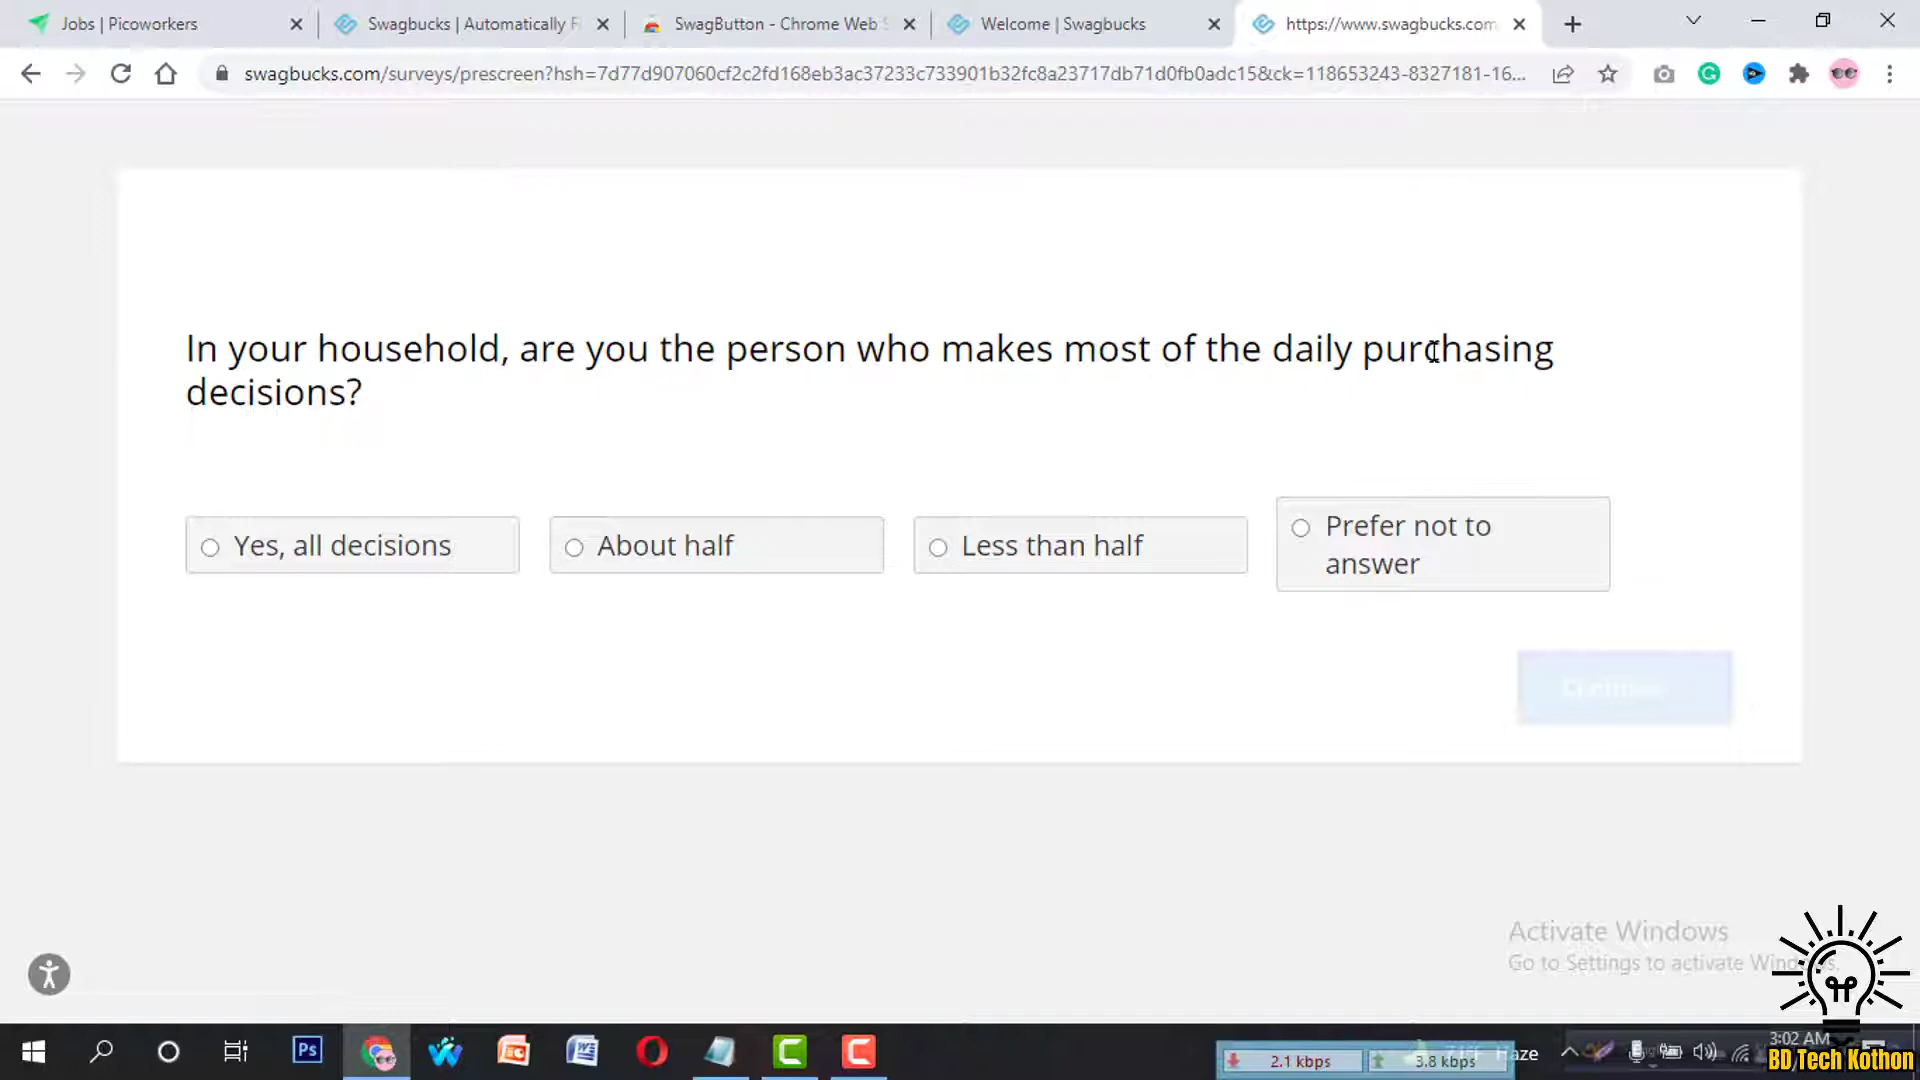 Jobs | Picoworkers
Swagbucks | Automatically F
SwagButton - Chrome Web S
Welcome | Swagbucks
https://www.swagbucks.com
swagbucks.com/surveys/prescreen?hsh=7d77d907060cf2c2fd168eb3ac37233c733901b32fc8a23717db71d0fb0adc15&ck=118653243-8327181-16...
In your household, are you the person who makes most of the daily purchasing
decisions?
Yes, all decisions
About half
Less than half
Prefer not to
answer
Continue
Activate Windows
Go to Settings to activate Windows.
Ps
2.1 kbps
3.8 kbps
Haze
3:02 AM
BD Tech Kothon